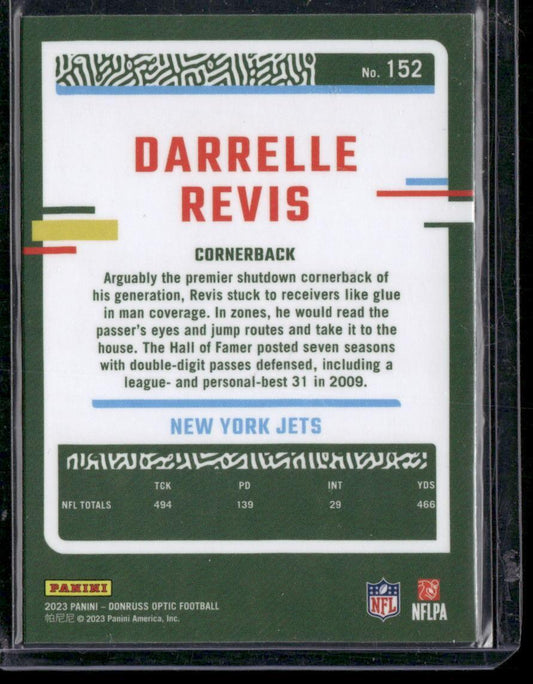 No. 152
DARRELLE
REVIS
CORNERBACK
Arguably the premier shutdown cornerback of
his generation, Revis stuck to receivers like glue
in man coverage. In zones, he would read the
passer's eyes and jump routes and take it to the
house. The Hall of Famer posted seven seasons
with double-digit passes defensed, including a
league- and personal-best 31 in 2009.
NEW YORK JETS
TCK PD INT YDS
NFL TOTALS 494 139 29 466
PANINI
2023 PANINI – DONRUSS OPTIC FOOTBALL
帕尼尼 © 2023 Panini America, Inc.
NFL
NFLPA